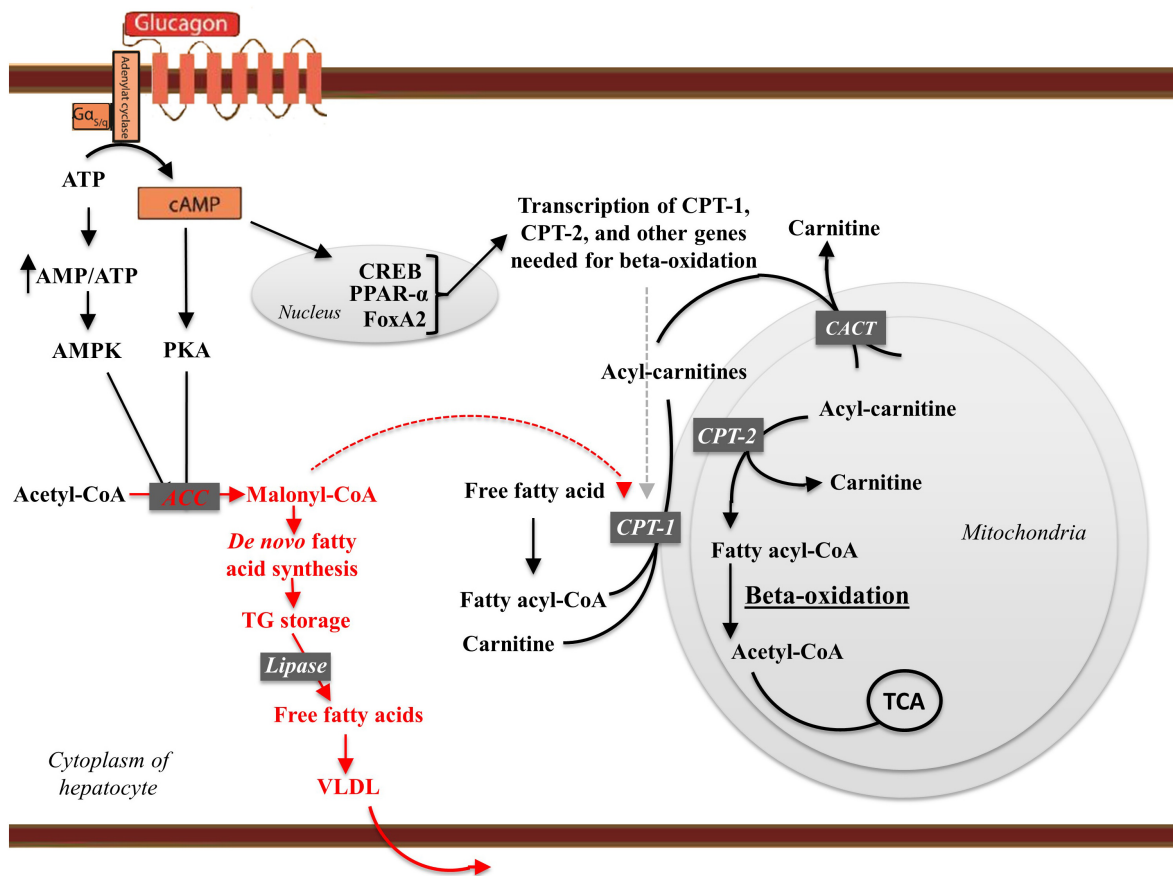 Glucagon
Adenylat cyclase
Gα S/q
ATP
cAMP
Transcription of CPT-1,
CPT-2, and other genes
needed for beta-oxidation
Carnitine
AMP/ATP
CREB
PPAR-α
FoxA2
Nucleus
CACT
AMPK
PKA
Acyl-carnitines
Acyl-carnitine
CPT-2
Carnitine
Acetyl-CoA
ACC
Malonyl-CoA
Free fatty acid
CPT-1
Mitochondria
De novo fatty
acid synthesis
Fatty acyl-CoA
Beta-oxidation
Fatty acyl-CoA
TG storage
Carnitine
Acetyl-CoA
Lipase
TCA
Free fatty acids
Cytoplasm of
hepatocyte
VLDL